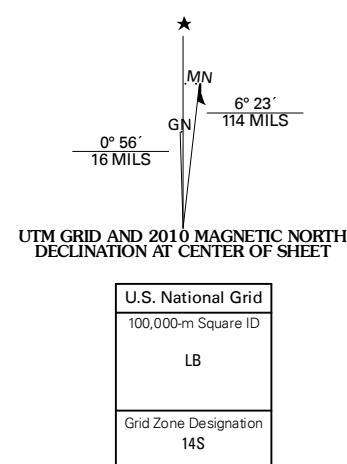 MN
GN
6° 23´
114 MILS
0° 56´
16 MILS
UTM GRID AND 2010 MAGNETIC NORTH
DECLINATION AT CENTER OF SHEET
U.S. National Grid
100,000-m Square ID
LB
Grid Zone Designation
14S